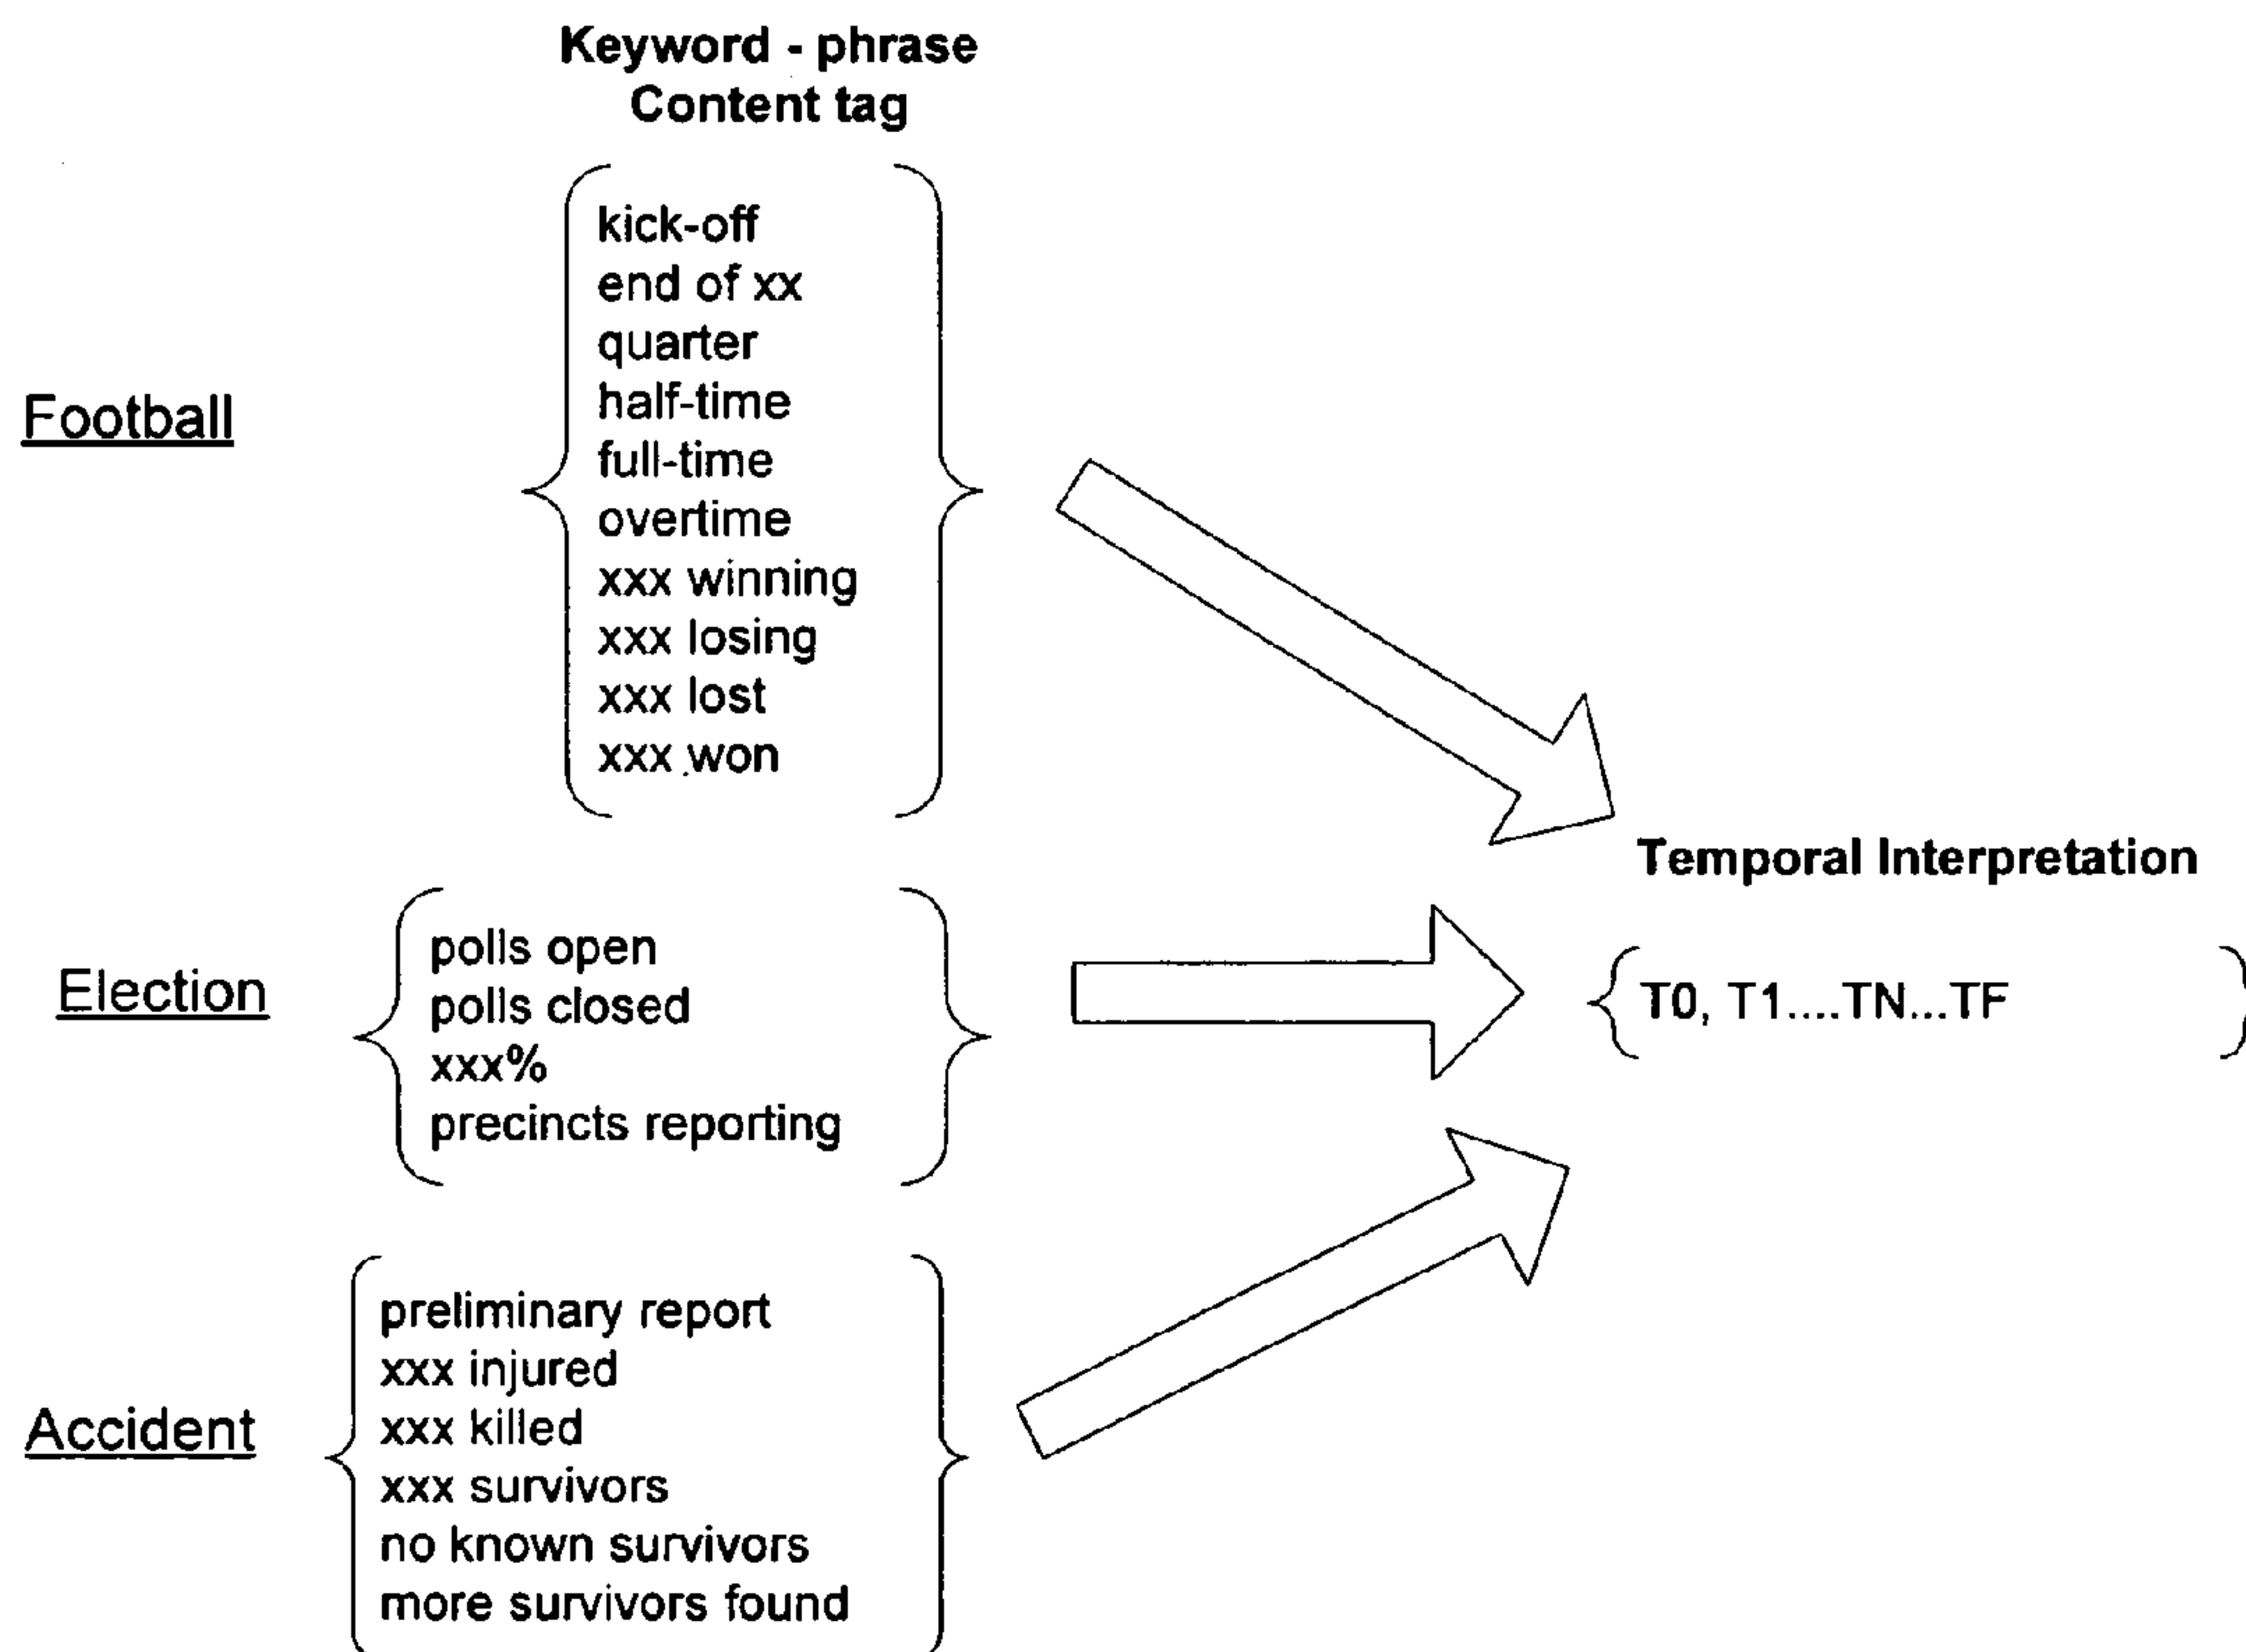 Keyword - phrase
Content tag
Football
kick-off
end of xx
quarter
half-time
full-time
overtime
xxx winning
xxx losing
xxx lost
xxx won
Temporal Interpretation
T0, T1....TN...TF
Election
polls open
polls closed
xxx%
precincts reporting
Accident
preliminary report
xxx injured
xxx killed
xxx survivors
no known survivors
more survivors found